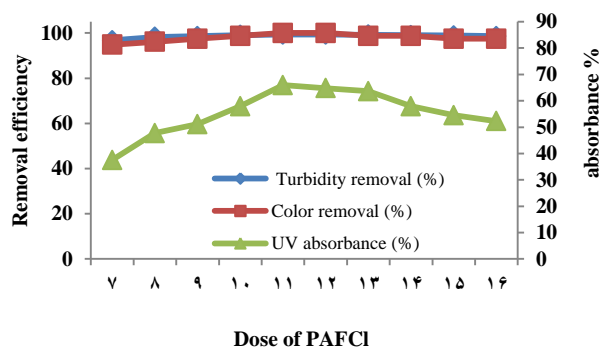 Removal efficiency
100
80
60
40
20
0
90
80
70
60
50
40
30
20
10
0
absorbance %
Turbidity removal (%)
Color removal (%)
UV absorbance (%)
۷ ۸ ۹ ۱۰ ۱۱ ۱۲ ۱۳ ۱۴ ۱۵ ۱۶
Dose of PAFCl